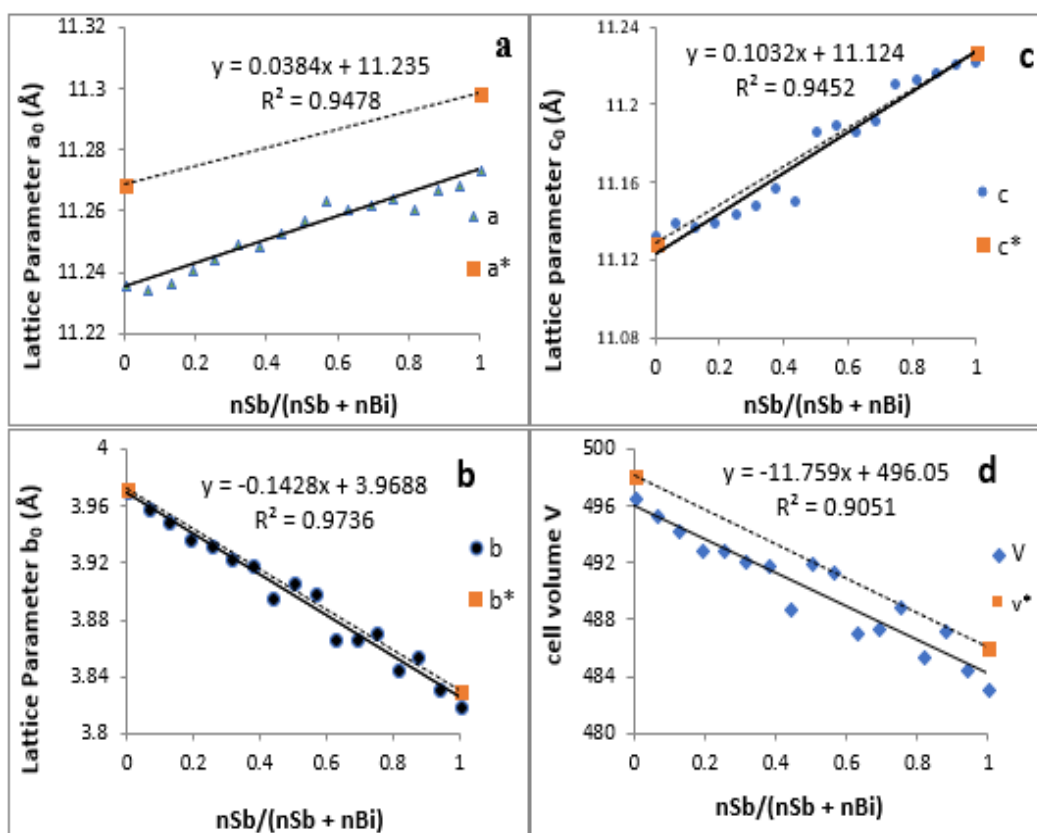 a
y = 0.0384x + 11.235
R² = 0.9478
Lattice Parameter a₀ (Å)
11.32
11.3
11.28
11.26
11.24
11.22
0 0.2 0.4 0.6 0.8 1
nSb/(nSb + nBi)
a
a*
c
y = 0.1032x + 11.124
R² = 0.9452
Lattice parameter c₀ (Å)
11.24
11.2
11.16
11.12
11.08
0 0.2 0.4 0.6 0.8 1
nSb/(nSb + nBi)
c
c*
b
y = -0.1428x + 3.9688
R² = 0.9736
Lattice Parameter b₀ (Å)
4
3.96
3.92
3.88
3.84
3.8
0 0.2 0.4 0.6 0.8 1
nSb/(nSb + nBi)
b
b*
d
y = -11.759x + 496.05
R² = 0.9051
cell volume V
500
496
492
488
484
480
0 0.2 0.4 0.6 0.8 1
nSb/(nSb + nBi)
V
v*